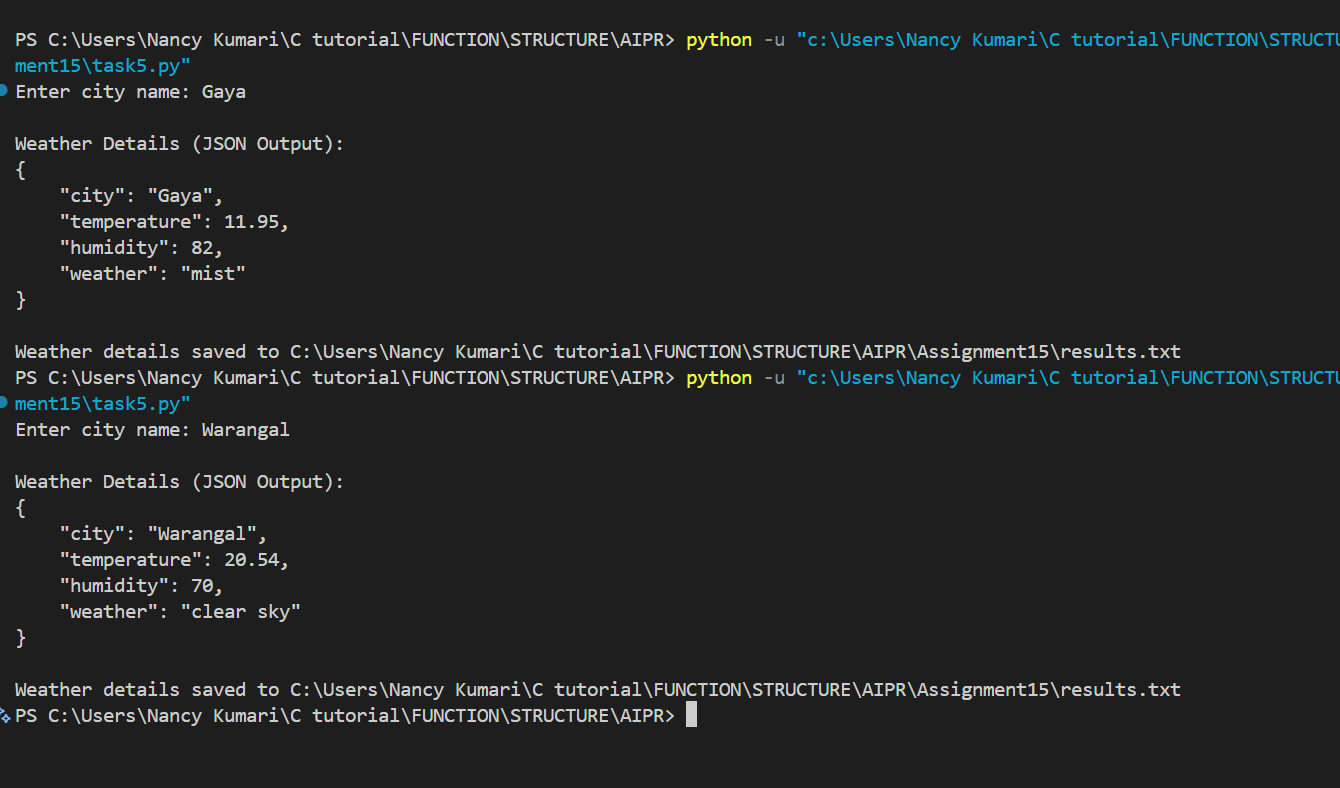 PS C:\Users\Nancy Kumari\C tutorial\FUNCTION\STRUCTURE\AIPR> python -u "c:\Users\Nancy Kumari\C tutorial\FUNCTION\STRUCTU
ment15\task5.py"
Enter city name: Gaya
Weather Details (JSON Output):
{
    "city": "Gaya",
    "temperature": 11.95,
    "humidity": 82,
    "weather": "mist"
}
Weather details saved to C:\Users\Nancy Kumari\C tutorial\FUNCTION\STRUCTURE\AIPR\Assignment15\results.txt
PS C:\Users\Nancy Kumari\C tutorial\FUNCTION\STRUCTURE\AIPR> python -u "c:\Users\Nancy Kumari\C tutorial\FUNCTION\STRUCTU
ment15\task5.py"
Enter city name: Warangal
Weather Details (JSON Output):
{
    "city": "Warangal",
    "temperature": 20.54,
    "humidity": 70,
    "weather": "clear sky"
}
Weather details saved to C:\Users\Nancy Kumari\C tutorial\FUNCTION\STRUCTURE\AIPR\Assignment15\results.txt
PS C:\Users\Nancy Kumari\C tutorial\FUNCTION\STRUCTURE\AIPR>